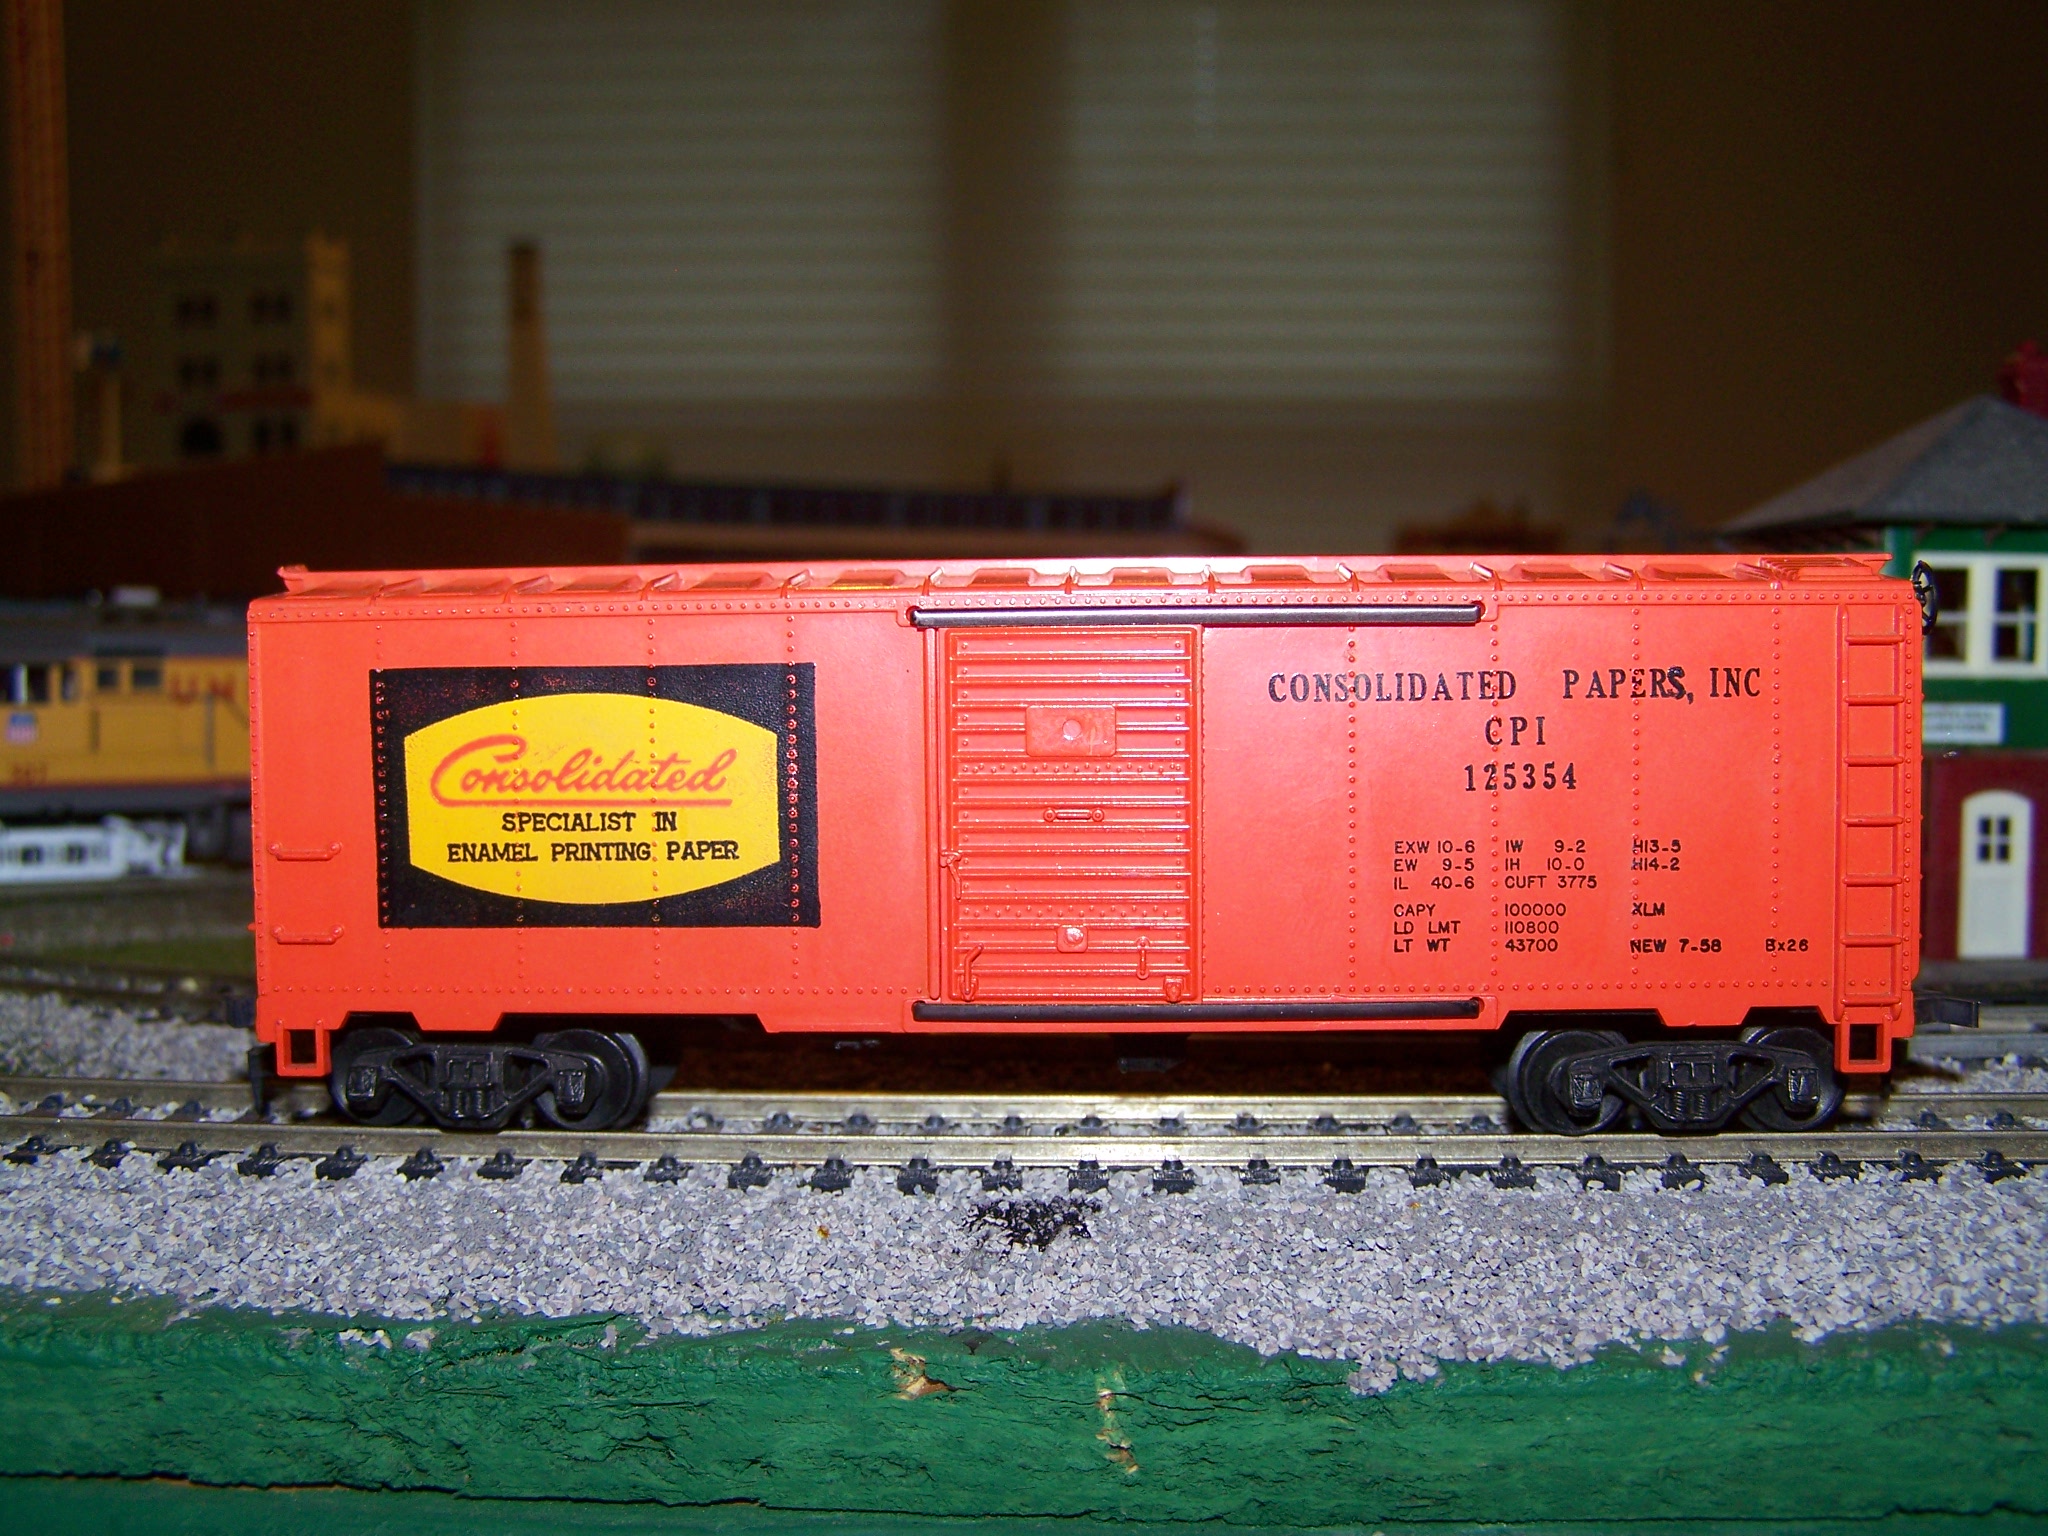 Consolidated
SPECIALIST IN
ENAMEL PRINTING PAPER
CONSOLIDATED PAPERS, INC
CPI
125354
EXW 10-6 IW 9-2 H13-5
EW 9-5 IH 10-0 H14-2
IL 40-6 CUFT 3775
CAPY 100000 XLM
LD LMT 110800
LT WT 43700 NEW 7-58 Bx26
UN